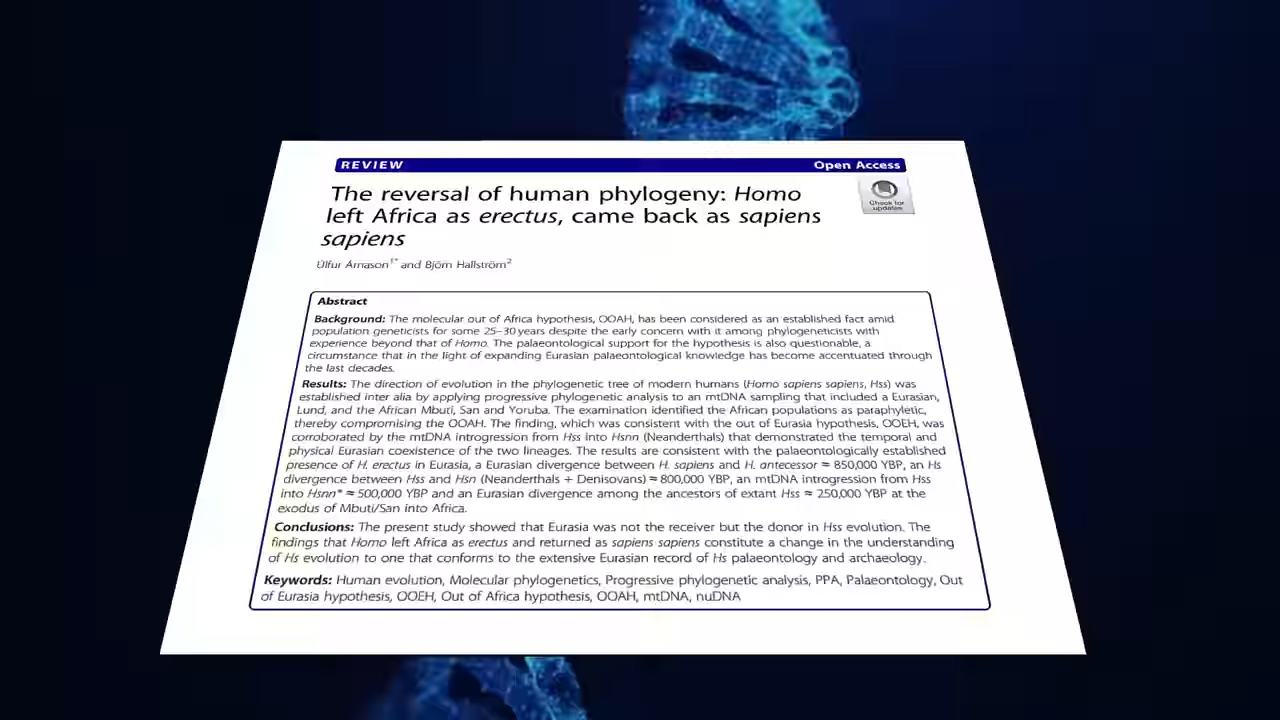 REVIEW Open Access
The reversal of human phylogeny: Homo
left Africa as erectus, came back as sapiens
sapiens
Check for
updates
Úlfur Árnason1* and Björn Hallström2
Abstract
Background: The molecular out of Africa hypothesis, OOAH, has been considered as an established fact amid
population geneticists for some 25–30 years despite the early concern with it among phylogeneticists with
experience beyond that of Homo. The palaeontological support for the hypothesis is also questionable, a
circumstance that in the light of expanding Eurasian palaeontological knowledge has become accentuated through
the last decades.
Results: The direction of evolution in the phylogenetic tree of modern humans (Homo sapiens sapiens, Hss) was
established inter alia by applying progressive phylogenetic analysis to an mtDNA sampling that included a Eurasian,
Lund, and the African Mbuti, San and Yoruba. The examination identified the African populations as paraphyletic,
thereby compromising the OOAH. The finding, which was consistent with the out of Eurasia hypothesis, OOEH, was
corroborated by the mtDNA introgression from Hss into Hsnn (Neanderthals) that demonstrated the temporal and
physical Eurasian coexistence of the two lineages. The results are consistent with the palaeontologically established
presence of H. erectus in Eurasia, a Eurasian divergence between H. sapiens and H. antecessor ≈ 850,000 YBP, an Hs
divergence between Hss and Hsn (Neanderthals + Denisovans) ≈ 800,000 YBP, an mtDNA introgression from Hss
into Hsnn* ≈ 500,000 YBP and an Eurasian divergence among the ancestors of extant Hss ≈ 250,000 YBP at the
exodus of Mbuti/San into Africa.
Conclusions: The present study showed that Eurasia was not the receiver but the donor in Hss evolution. The
findings that Homo left Africa as erectus and returned as sapiens sapiens constitute a change in the understanding
of Hs evolution to one that conforms to the extensive Eurasian record of Hs palaeontology and archaeology.
Keywords: Human evolution, Molecular phylogenetics, Progressive phylogenetic analysis, PPA, Palaeontology, Out
of Eurasia hypothesis, OOEH, Out of Africa hypothesis, OOAH, mtDNA, nuDNA